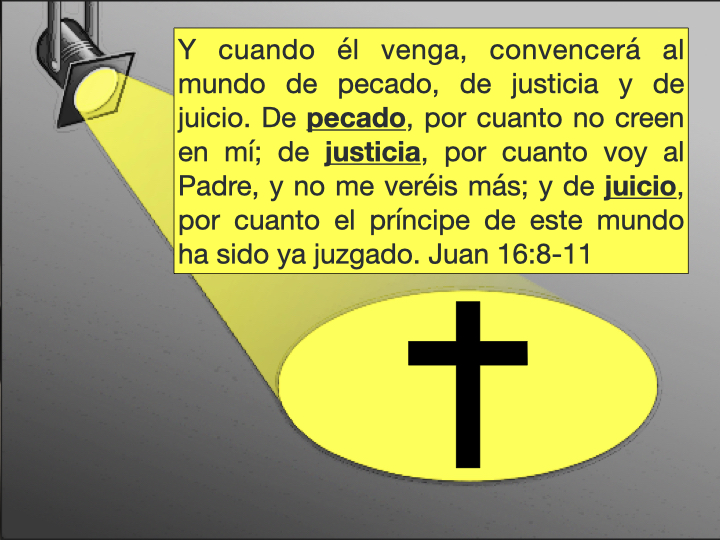 Y cuando él venga, convencerá al
mundo de pecado, de justicia y de
juicio. De pecado, por cuanto no creen
en mí; de justicia, por cuanto voy al
Padre, y no me veréis más; y de juicio,
por cuanto el príncipe de este mundo
ha sido ya juzgado. Juan 16:8-11